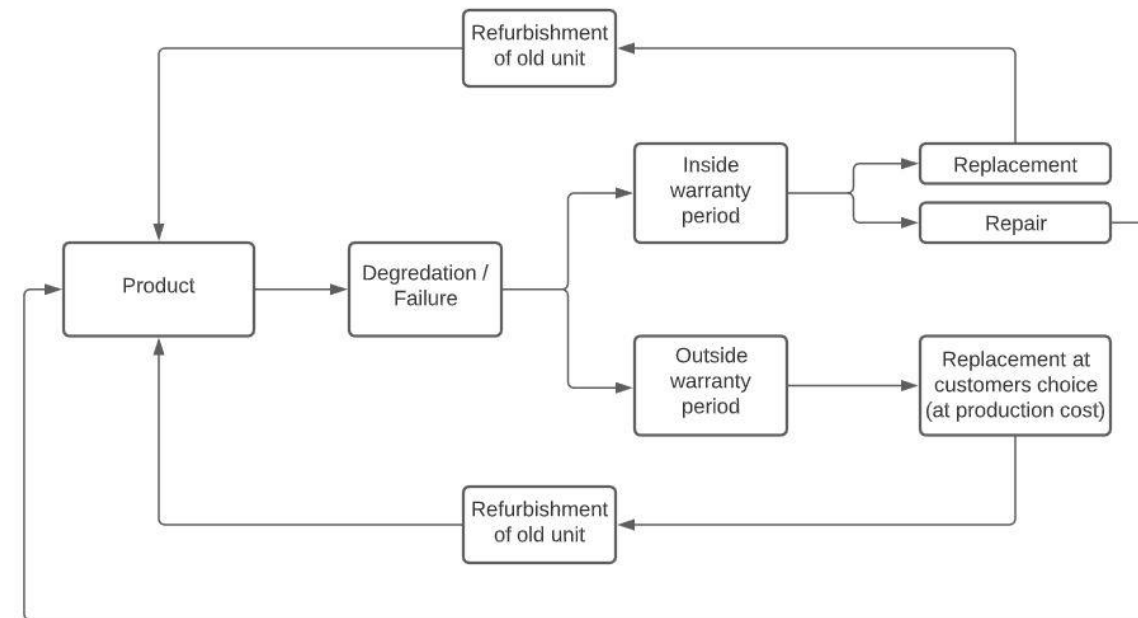 Refurbishment
of old unit
Inside
warranty
period
Replacement
Repair
Product
Degredation /
Failure
Outside
warranty
period
Replacement at
customers choice
(at production cost)
Refurbishment
of old unit